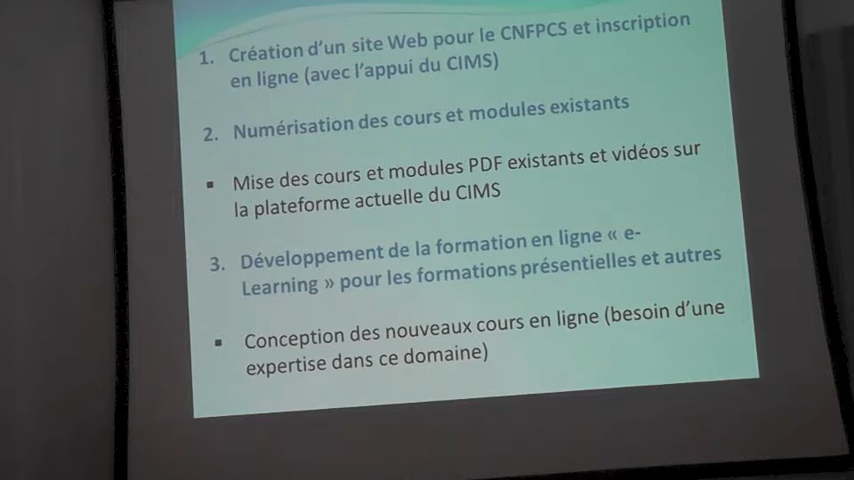 1. Création d'un site Web pour le CNFPCS et inscription
en ligne (avec l'appui du CIMS)
2. Numérisation des cours et modules existants
▪ Mise des cours et modules PDF existants et vidéos sur
la plateforme actuelle du CIMS
3. Développement de la formation en ligne « e-
Learning » pour les formations présentielles et autres
▪ Conception des nouveaux cours en ligne (besoin d'une
expertise dans ce domaine)